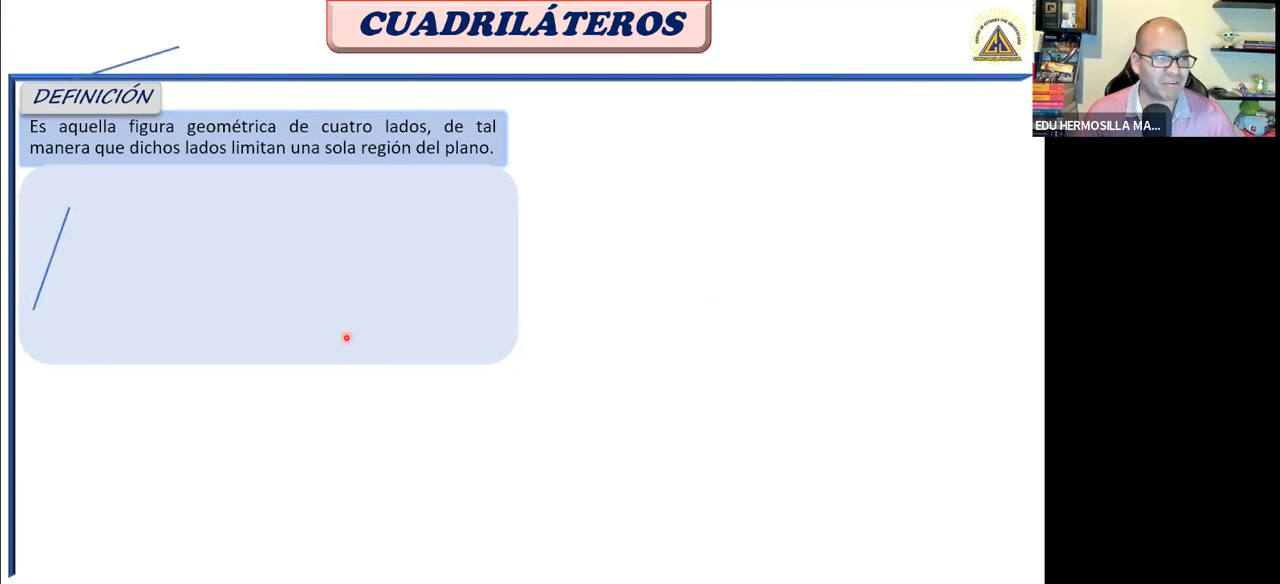 CUADRILÁTEROS
DEFINICIÓN
Es aquella figura geométrica de cuatro lados, de tal
manera que dichos lados limitan una sola región del plano.
EDU HERMOSILLA MA...